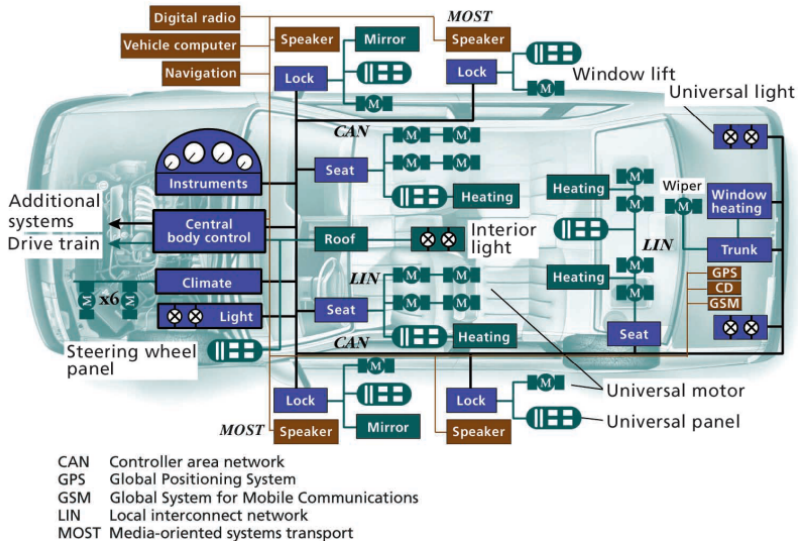 Digital radio
MOST
Vehicle computer
Speaker
Mirror
Speaker
Navigation
Lock
Lock
Window lift
M
M
Universal light
CAN
M M
Instruments
Seat
M M
Heating
Heating
M
Wiper
M
M
Window
heating
Additional
systems
Drive train
Central
body control
Roof
Interior
light
LIN
Trunk
Climate
LIN
M M
Heating
M
GPS
M x6 M
CD
Light
Seat
M M
M
GSM
Steering wheel
panel
CAN
Heating
Seat
M
Lock
Lock
M
Universal motor
MOST
Speaker
Mirror
Speaker
Universal panel
CAN Controller area network
GPS Global Positioning System
GSM Global System for Mobile Communications
LIN Local interconnect network
MOST Media-oriented systems transport